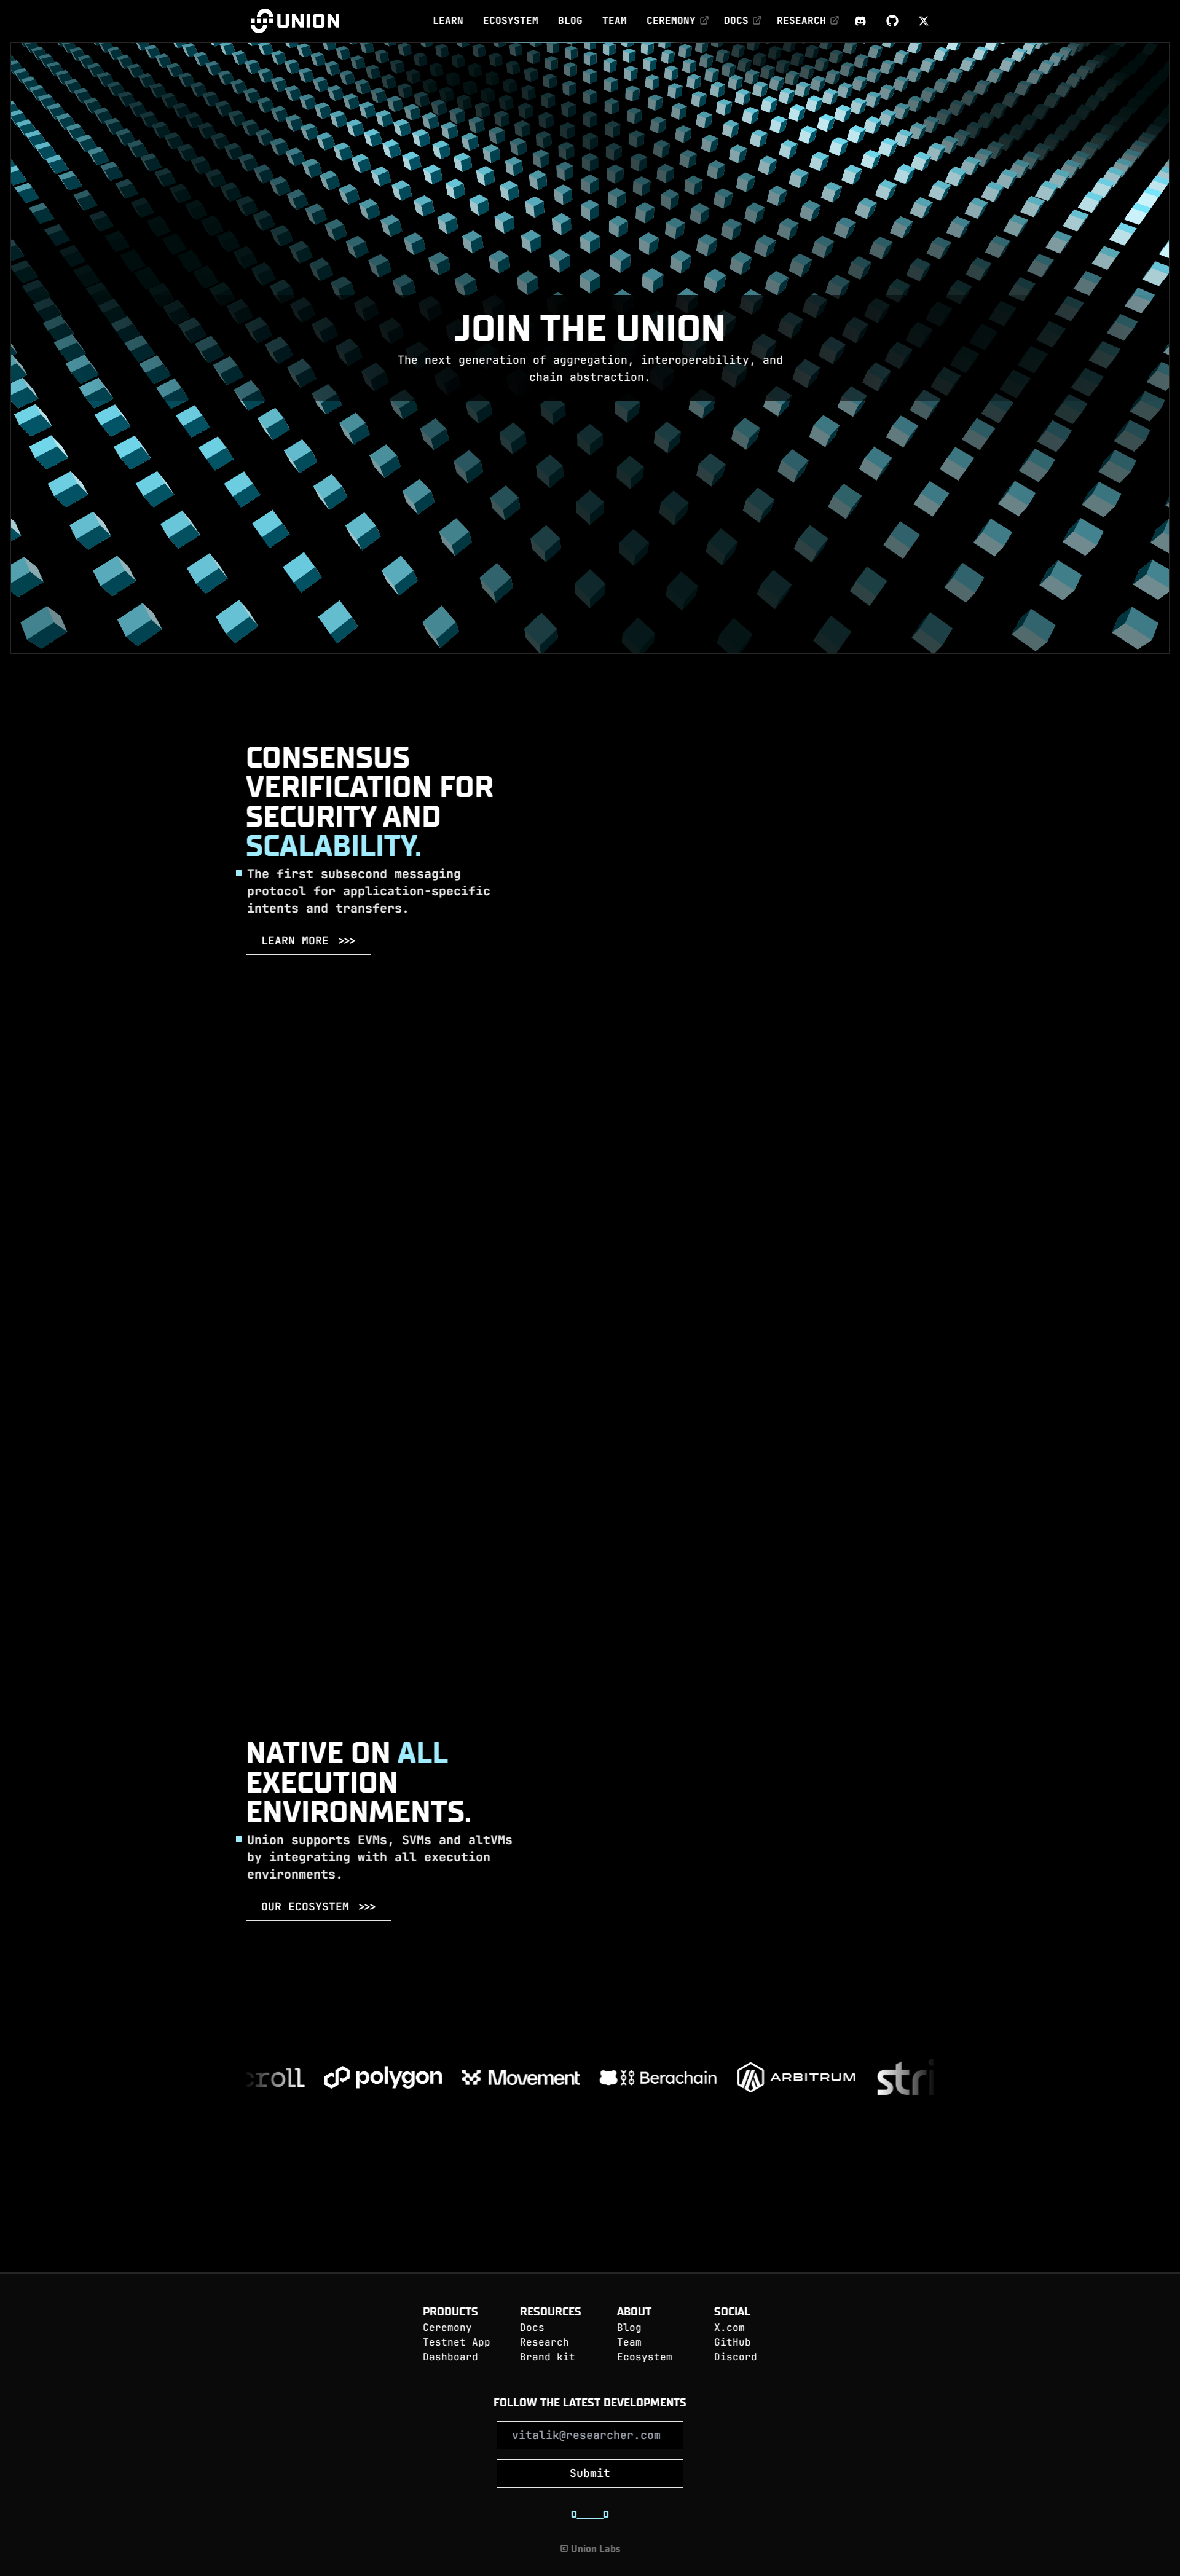 UNION
LEARN ECOSYSTEM BLOG TEAM CEREMONY DOCS RESEARCH
JOIN THE UNION
The next generation of aggregation, interoperability, and
chain abstraction.
CONSENSUS
VERIFICATION FOR
SECURITY AND
SCALABILITY.
The first subsecond messaging
protocol for application-specific
intents and transfers.
LEARN MORE >>>
NATIVE ON ALL
EXECUTION
ENVIRONMENTS.
Union supports EVMs, SVMs and altVMs
by integrating with all execution
environments.
OUR ECOSYSTEM >>>
croll polygon Movement Berachain ARBITRUM stri
PRODUCTS RESOURCES ABOUT SOCIAL
Ceremony Docs Blog X.com
Testnet App Research Team GitHub
Dashboard Brand kit Ecosystem Discord
FOLLOW THE LATEST DEVELOPMENTS
vitalik@researcher.com
Submit
0____0
© Union Labs